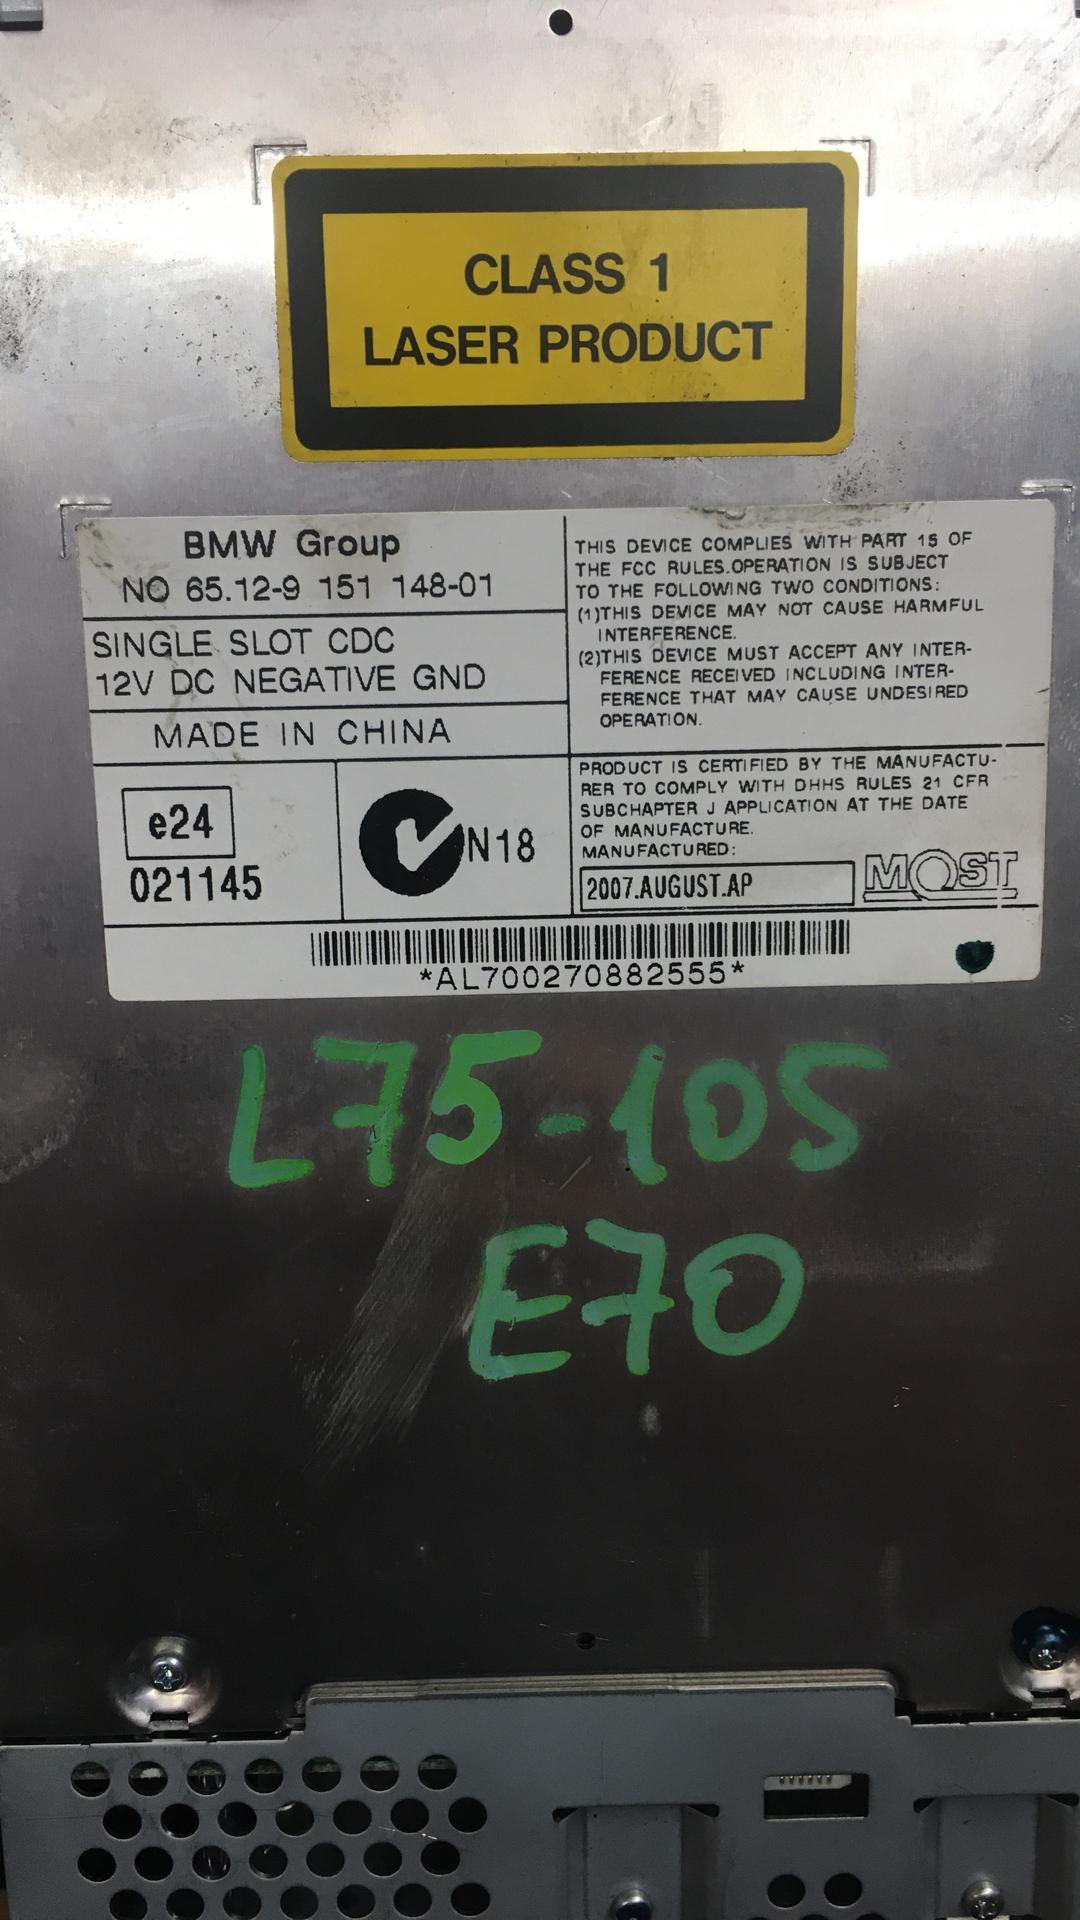 CLASS 1
LASER PRODUCT
BMW Group
NO 65.12-9 151 148-01
SINGLE SLOT CDC
12V DC NEGATIVE GND
MADE IN CHINA
e24
021145
N18
THIS DEVICE COMPLIES WITH PART 15 OF
THE FCC RULES.OPERATION IS SUBJECT
TO THE FOLLOWING TWO CONDITIONS:
(1)THIS DEVICE MAY NOT CAUSE HARMFUL
INTERFERENCE.
(2)THIS DEVICE MUST ACCEPT ANY INTER-
FERENCE RECEIVED INCLUDING INTER-
FERENCE THAT MAY CAUSE UNDESIRED
OPERATION.
PRODUCT IS CERTIFIED BY THE MANUFACTU-
RER TO COMPLY WITH DHHS RULES 21 CFR
SUBCHAPTER J APPLICATION AT THE DATE
OF MANUFACTURE.
MANUFACTURED:
2007.AUGUST.AP
MOST
*AL700270882555*
L75-105
E70